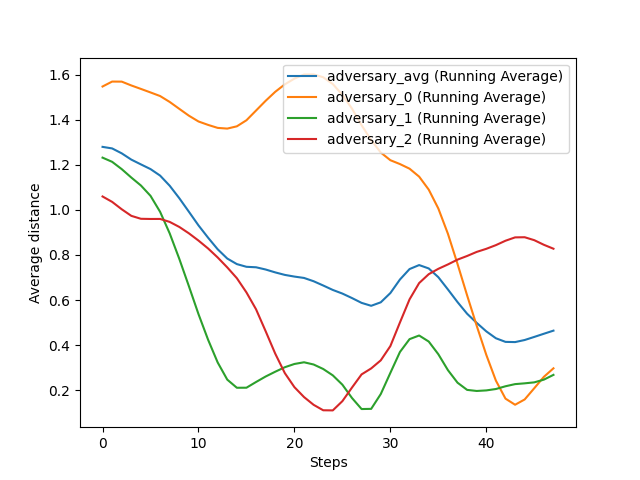 adversary_avg (Running Average)
adversary_0 (Running Average)
adversary_1 (Running Average)
adversary_2 (Running Average)
Average distance
1.6
1.4
1.2
1.0
0.8
0.6
0.4
0.2
0 10 20 30 40
Steps